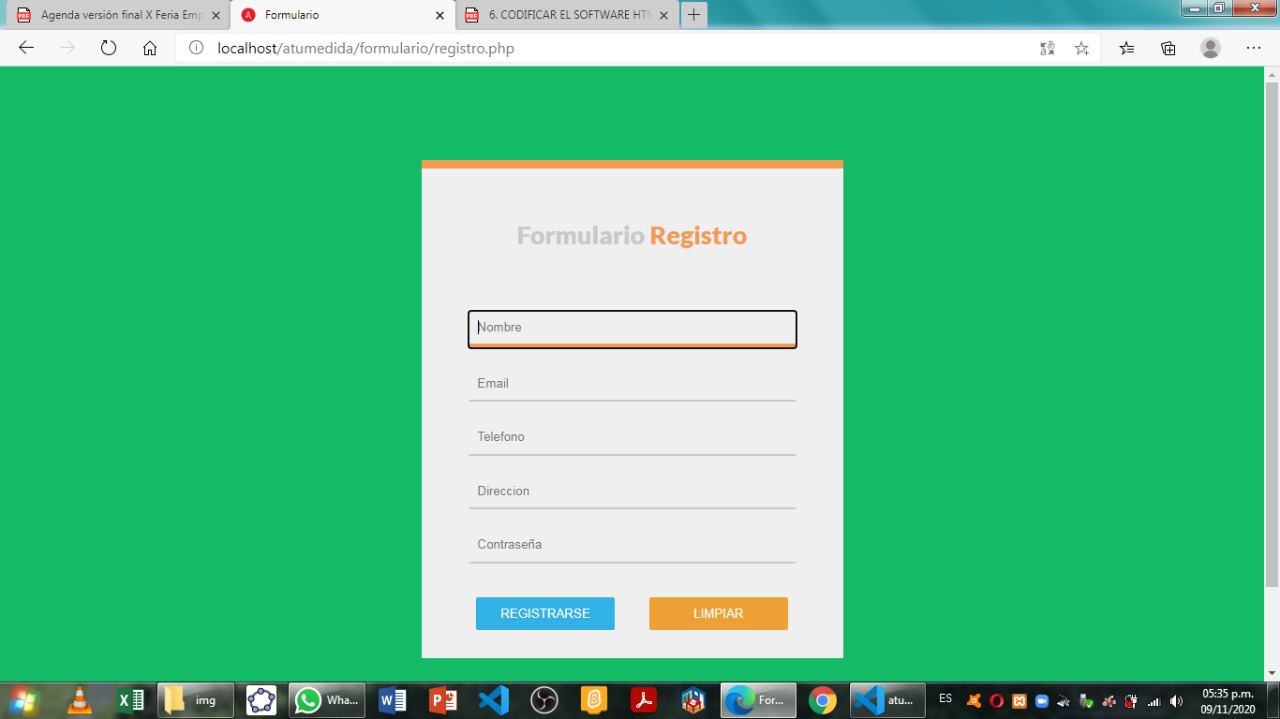 Agenda versión final X Feria Emp
Formulario
6. CODIFICAR EL SOFTWARE HTM
localhost/atumedida/formulario/registro.php
Formulario Registro
Nombre
Email
Telefono
Direccion
Contraseña
REGISTRARSE
LIMPIAR
img
Wha...
For...
atu...
ES
05:35 p.m.
09/11/2020